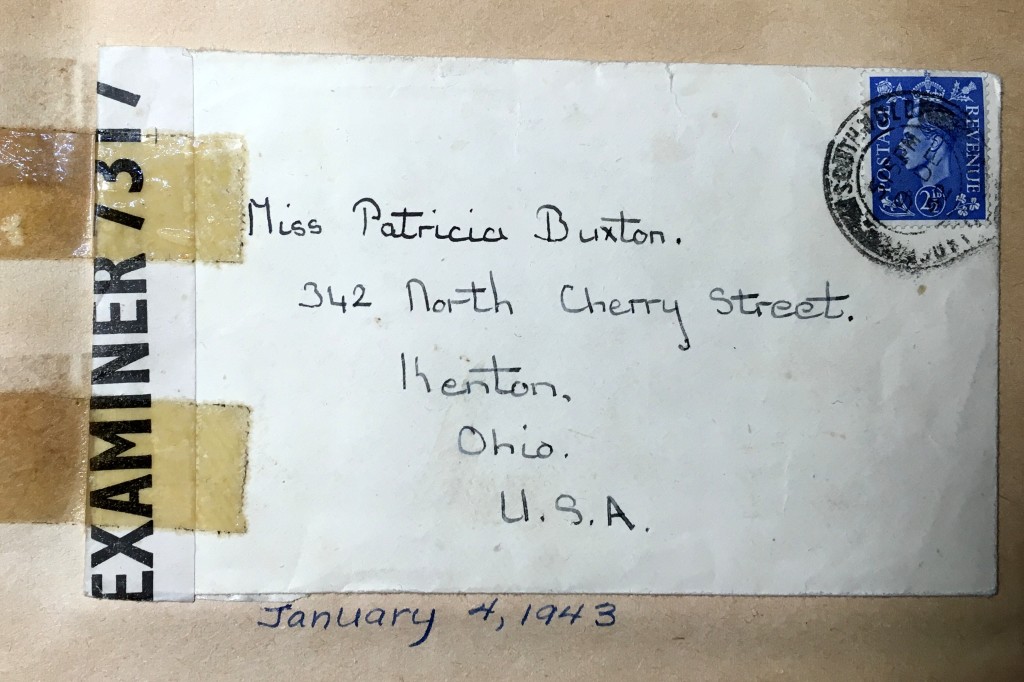 EXAMINER 7317
POSTAGE REVENUE
2½D
Miss Patricia Buxton.
342 North Cherry Street.
Kenton,
Ohio.
U.S.A.
January 4, 1943